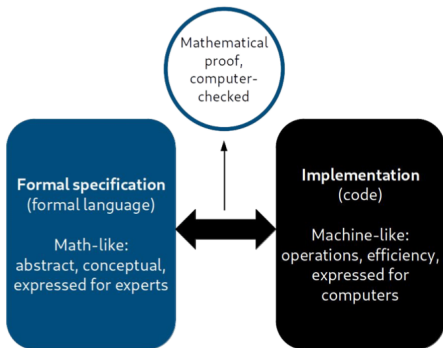 Mathematical
proof,
computer-
checked
Formal specification
(formal language)
Math-like:
abstract, conceptual,
expressed for experts
Implementation
(code)
Machine-like:
operations, efficiency,
expressed for
computers